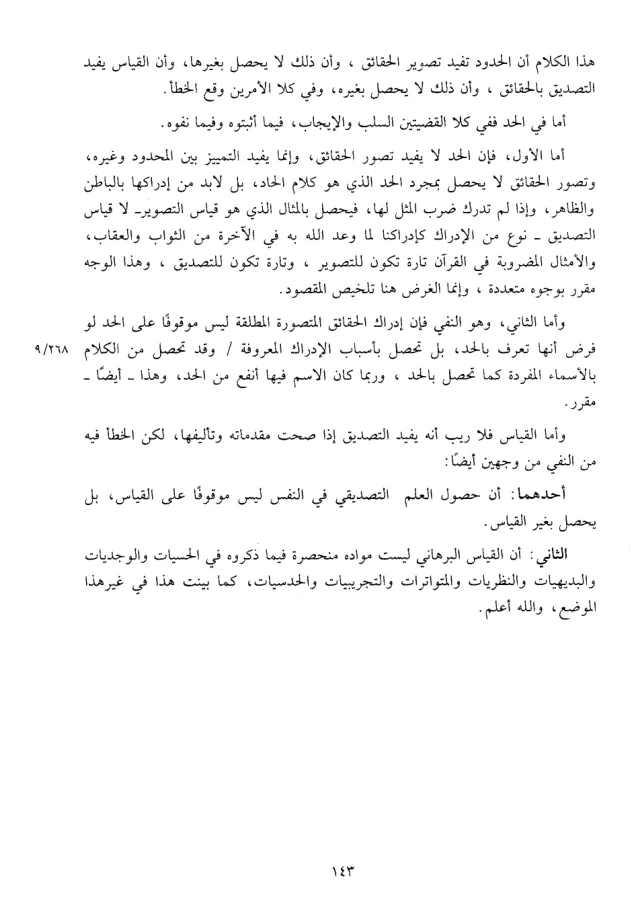 هذا الكلام أن الحدود تفيد تصوير الحقائق ، وأن ذلك لا يحصل بغيرها، وأن القياس يفيد
التصديق بالحقائق ، وأن ذلك لا يحصل بغيره، وفي كلا الأمرين وقع الخطأ.
أما في الحد ففي كلا القضيتين السلب والإيجاب، فيما أثبتوه وفيما نفوه.
أما الأول، فإن الحد لا يفيد تصور الحقائق، وإنما يفيد التمييز بين المحدود وغيره،
وتصور الحقائق لا يحصل بمجرد الحد الذي هو كلام الحاد، بل لابد من إدراكها بالباطن
والظاهر، وإذا لم تدرك ضرب المثل لها، فيحصل بالمثال الذي هو قياس التصوير ـ لا قياس
التصديق ـ نوع من الإدراك كإدراكنا لما وعد الله به في الآخرة من الثواب والعقاب،
والأمثال المضروبة في القرآن تارة تكون للتصوير ، وتارة تكون للتصديق ، وهذا الوجه
مقرر بوجوه متعددة ، وإنما الغرض هنا تلخيص المقصود.
وأما الثاني، وهو النفي فإن إدراك الحقائق المتصورة المطلقة ليس موقوفًا على الحد لو
فرض أنها تعرف بالحد، بل تحصل بأسباب الإدراك المعروفة / وقد تحصل من الكلام ٩/٢٦٨
بالأسماء المفردة كما تحصل بالحد ، وربما كان الاسم فيها أنفع من الحد، وهذا ـ أيضًا ـ
مقرر.
وأما القياس فلا ريب أنه يفيد التصديق إذا صحت مقدماته وتأليفها، لكن الخطأ فيه
من النفي من وجهين أيضًا:
أحدهما: أن حصول العلم التصديقي في النفس ليس موقوفًا على القياس، بل
يحصل بغير القياس.
الثاني: أن القياس البرهاني ليست مواده منحصرة فيما ذكروه في الحسيات والوجديات
والبديهيات والنظريات والمتواترات والتجريبيات والحدسيات، كما بينت هذا في غيرهذا
الموضع، والله أعلم.
١٤٣